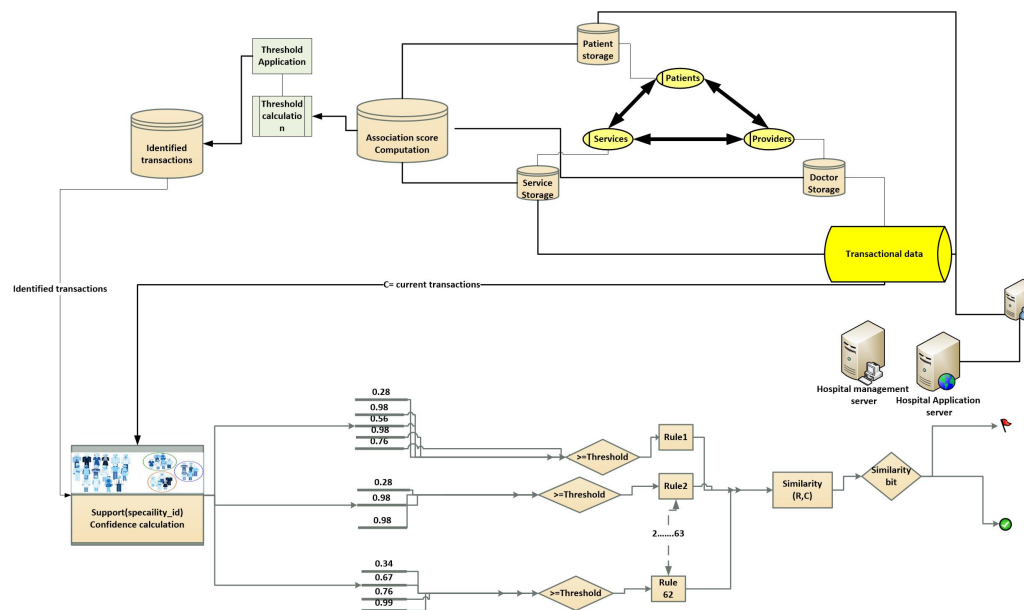 Patient
storage
Threshold
Application
Patients
Threshold
calculatio
n
Association score
Computation
Services
Providers
Identified
transactions
Service
Storage
Doctor
Storage
Transactional data
Identified transactions
C= current transactions
Hospital management
server
Hospital Application
server
0.28
0.98
0.56
0.98
0.76
>=Threshold
Rule1
0.28
0.98
0.98
>=Threshold
Rule2
Similarity
(R,C)
Similarity
bit
Support(specaility_id)
Confidence calculation
2.......63
0.34
0.67
0.76
0.99
>=Threshold
Rule
62